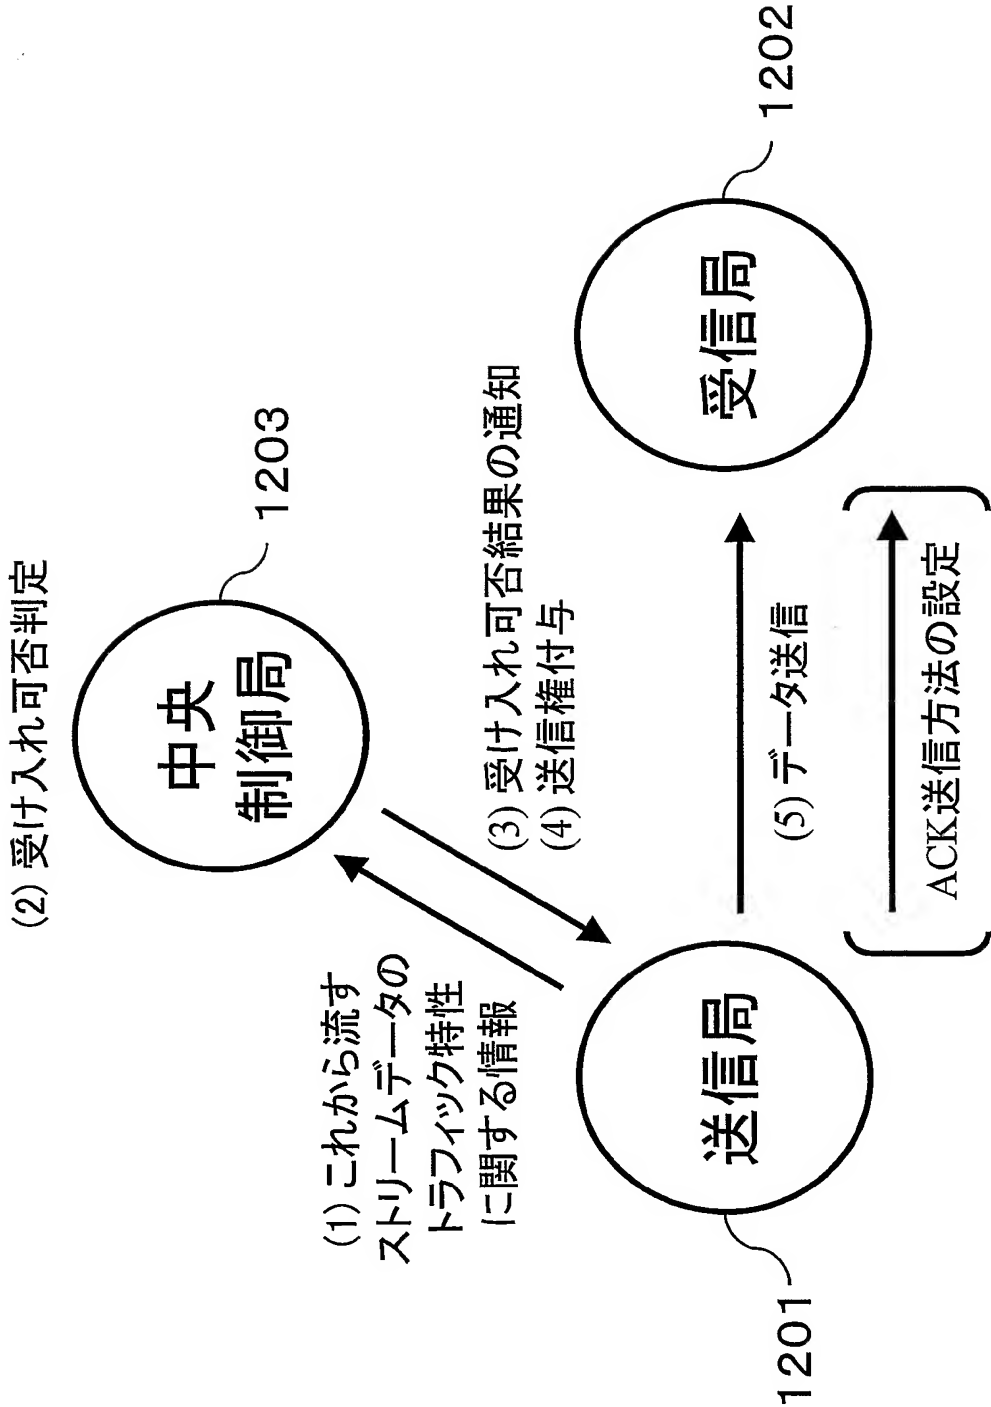 (2) 受け入れ可否判定
中央
制御局
1203
(1) これから流す
ストリームデータの
トラフィック特性
に関する情報
(3) 受け入れ可否結果の通知
(4) 送信権付与
送信局
1201
受信局
1202
(5) データ送信
ACK送信方法の設定